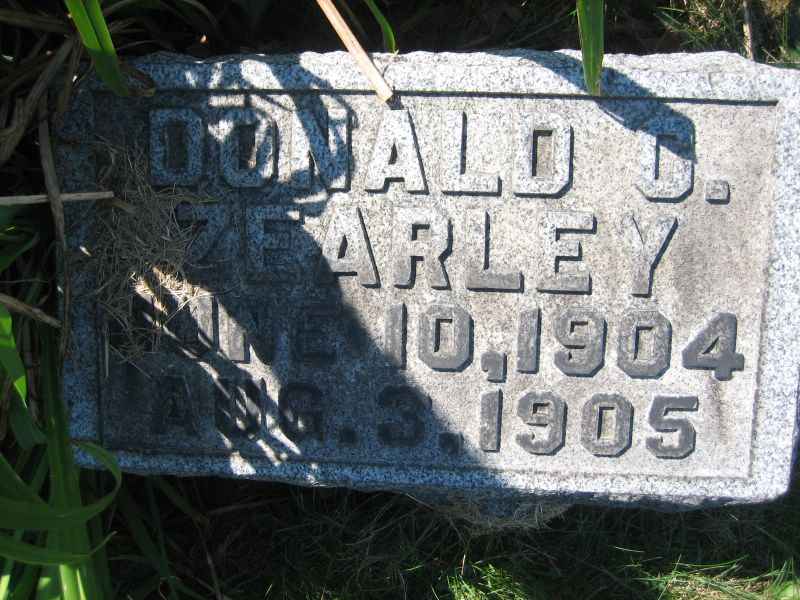 DONALD C.
ZEARLEY
JUNE 10, 1904
AUG. 3, 1905